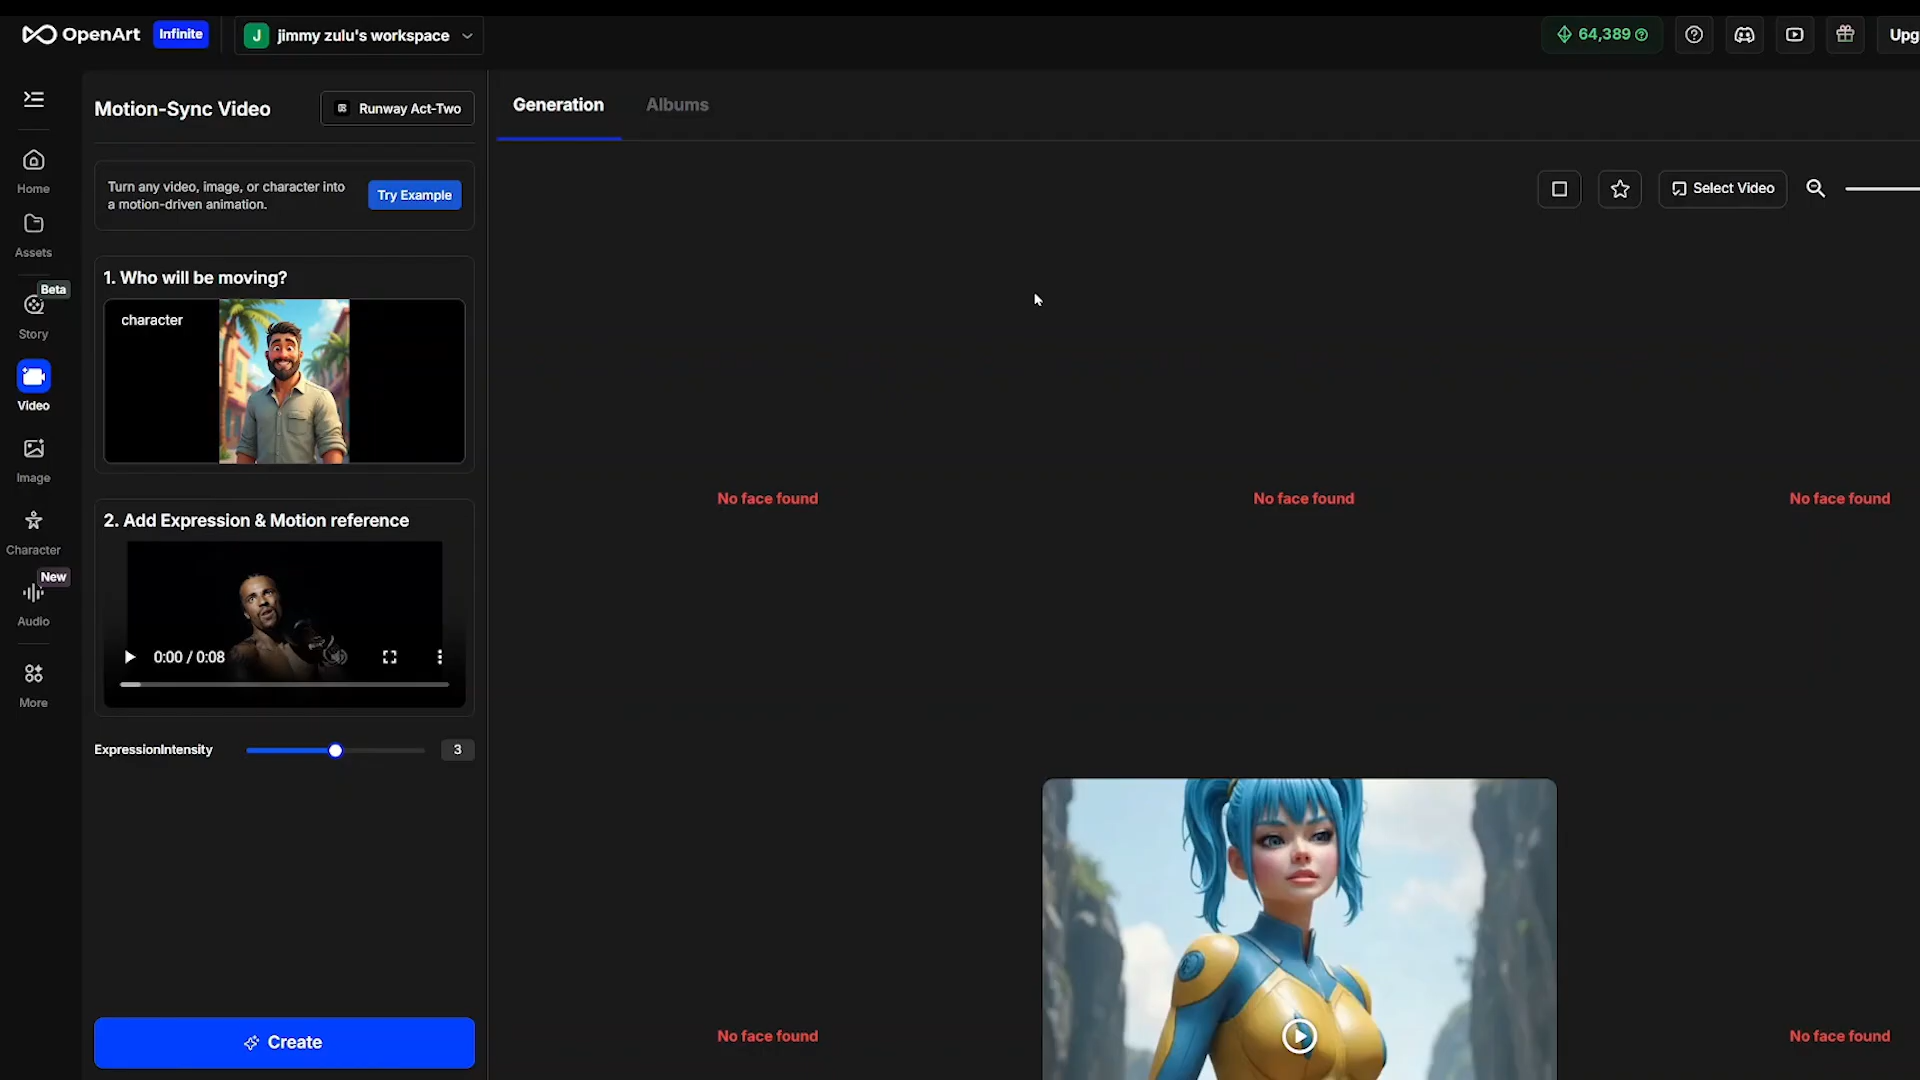 OpenArt Infinite J jimmy zulu's workspace 64,389 Upg
Home
Assets
Beta
Story
Video
Image
Character
New
Audio
More
Motion-Sync Video Runway Act-Two
Turn any video, image, or character into
a motion-driven animation.
Try Example
1. Who will be moving?
character
2. Add Expression & Motion reference
0:00 / 0:08
ExpressionIntensity 3
Create
Generation Albums
Select Video
No face found No face found No face found
No face found No face found